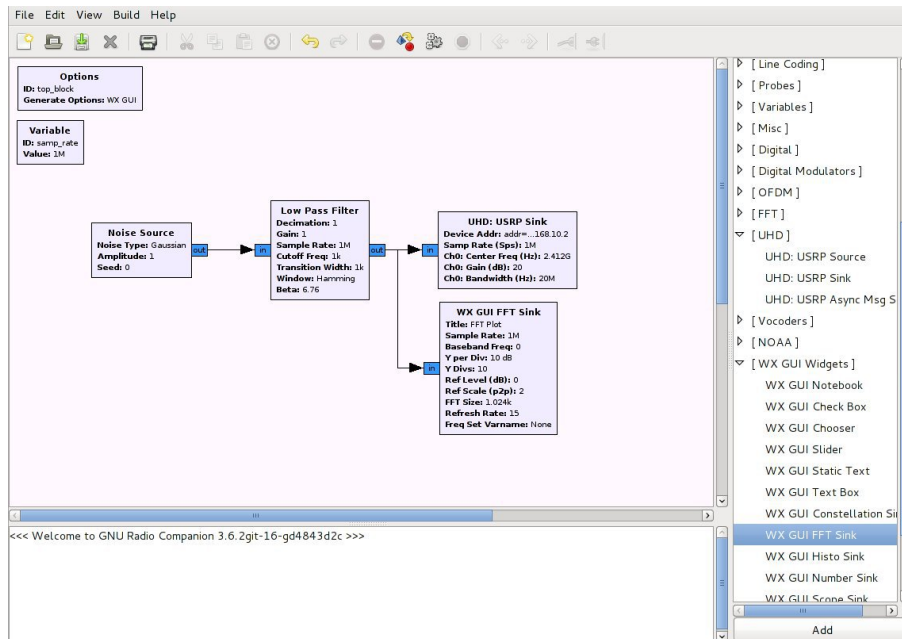 File Edit View Build Help
Options
ID: top_block
Generate Options: WX GUI
Variable
ID: samp_rate
Value: 1M
Noise Source
Noise Type: Gaussian
Amplitude: 1
Seed: 0
out
in
Low Pass Filter
Decimation: 1
Gain: 1
Sample Rate: 1M
Cutoff Freq: 1k
Transition Width: 1k
Window: Hamming
Beta: 6.76
out
in
UHD: USRP Sink
Device Addr: addr=...168.10.2
Samp Rate (Sps): 1M
Ch0: Center Freq (Hz): 2.412G
Ch0: Gain (dB): 20
Ch0: Bandwidth (Hz): 20M
in
WX GUI FFT Sink
Title: FFT Plot
Sample Rate: 1M
Baseband Freq: 0
Y per Div: 10 dB
Y Divs: 10
Ref Level (dB): 0
Ref Scale (p2p): 2
FFT Size: 1.024k
Refresh Rate: 15
Freq Set Varname: None
<<< Welcome to GNU Radio Companion 3.6.2git-16-gd4843d2c >>>
[ Line Coding ]
[ Probes ]
[ Variables ]
[ Misc ]
[ Digital ]
[ Digital Modulators ]
[ OFDM ]
[ FFT ]
[ UHD ]
UHD: USRP Source
UHD: USRP Sink
UHD: USRP Async Msg S
[ Vocoders ]
[ NOAA ]
[ WX GUI Widgets ]
WX GUI Notebook
WX GUI Check Box
WX GUI Chooser
WX GUI Slider
WX GUI Static Text
WX GUI Text Box
WX GUI Constellation Si
WX GUI FFT Sink
WX GUI Histo Sink
WX GUI Number Sink
WX GUI Scope Sink
Add